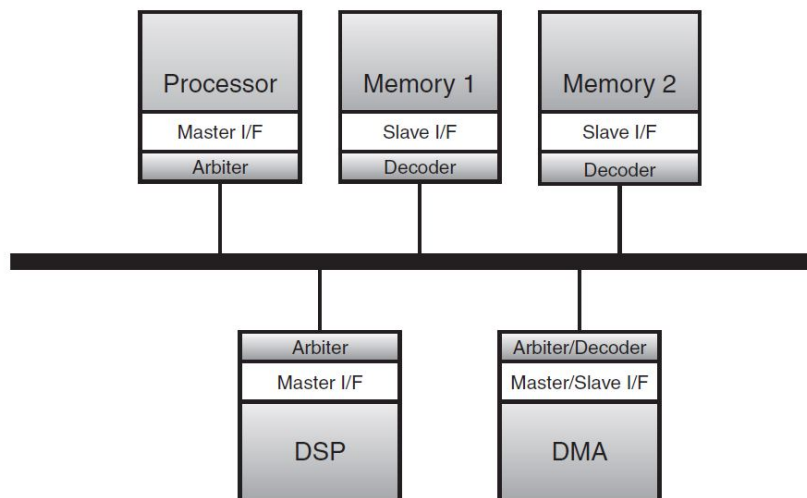 Processor
Master I/F
Arbiter
Memory 1
Slave I/F
Decoder
Memory 2
Slave I/F
Decoder
Arbiter
Master I/F
DSP
Arbiter/Decoder
Master/Slave I/F
DMA